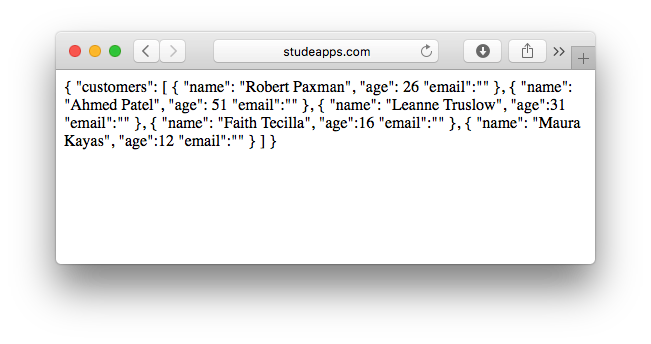 studeapps.com
{ "customers": [ { "name": "Robert Paxman", "age": 26 "email":"" }, { "name":
"Ahmed Patel", "age": 51 "email":"" }, { "name": "Leanne Truslow", "age":31
"email":"" }, { "name": "Faith Tecilla", "age":16 "email":"" }, { "name": "Maura
Kayas", "age":12 "email":"" } ] }